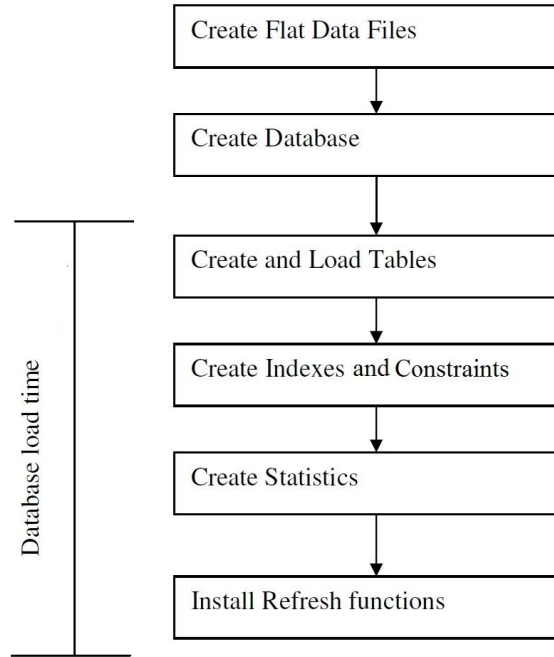 Create Flat Data Files
Create Database
Create and Load Tables
Create Indexes and Constraints
Create Statistics
Install Refresh functions
Database load time